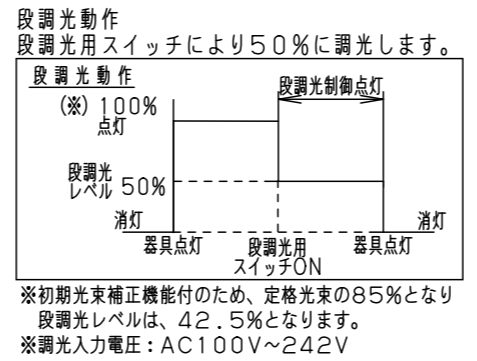 段調光動作
段調光用スイッチにより50%に調光します。
段調光動作
(※)100%
点灯
段調光制御点灯
段調光
レベル 50%
消灯
消灯
器具点灯
段調光用
スイッチON
器具点灯
※初期光束補正機能付のため、定格光束の85%となり
段調光レベルは、42.5%となります。
※調光入力電圧:AC100V~242V